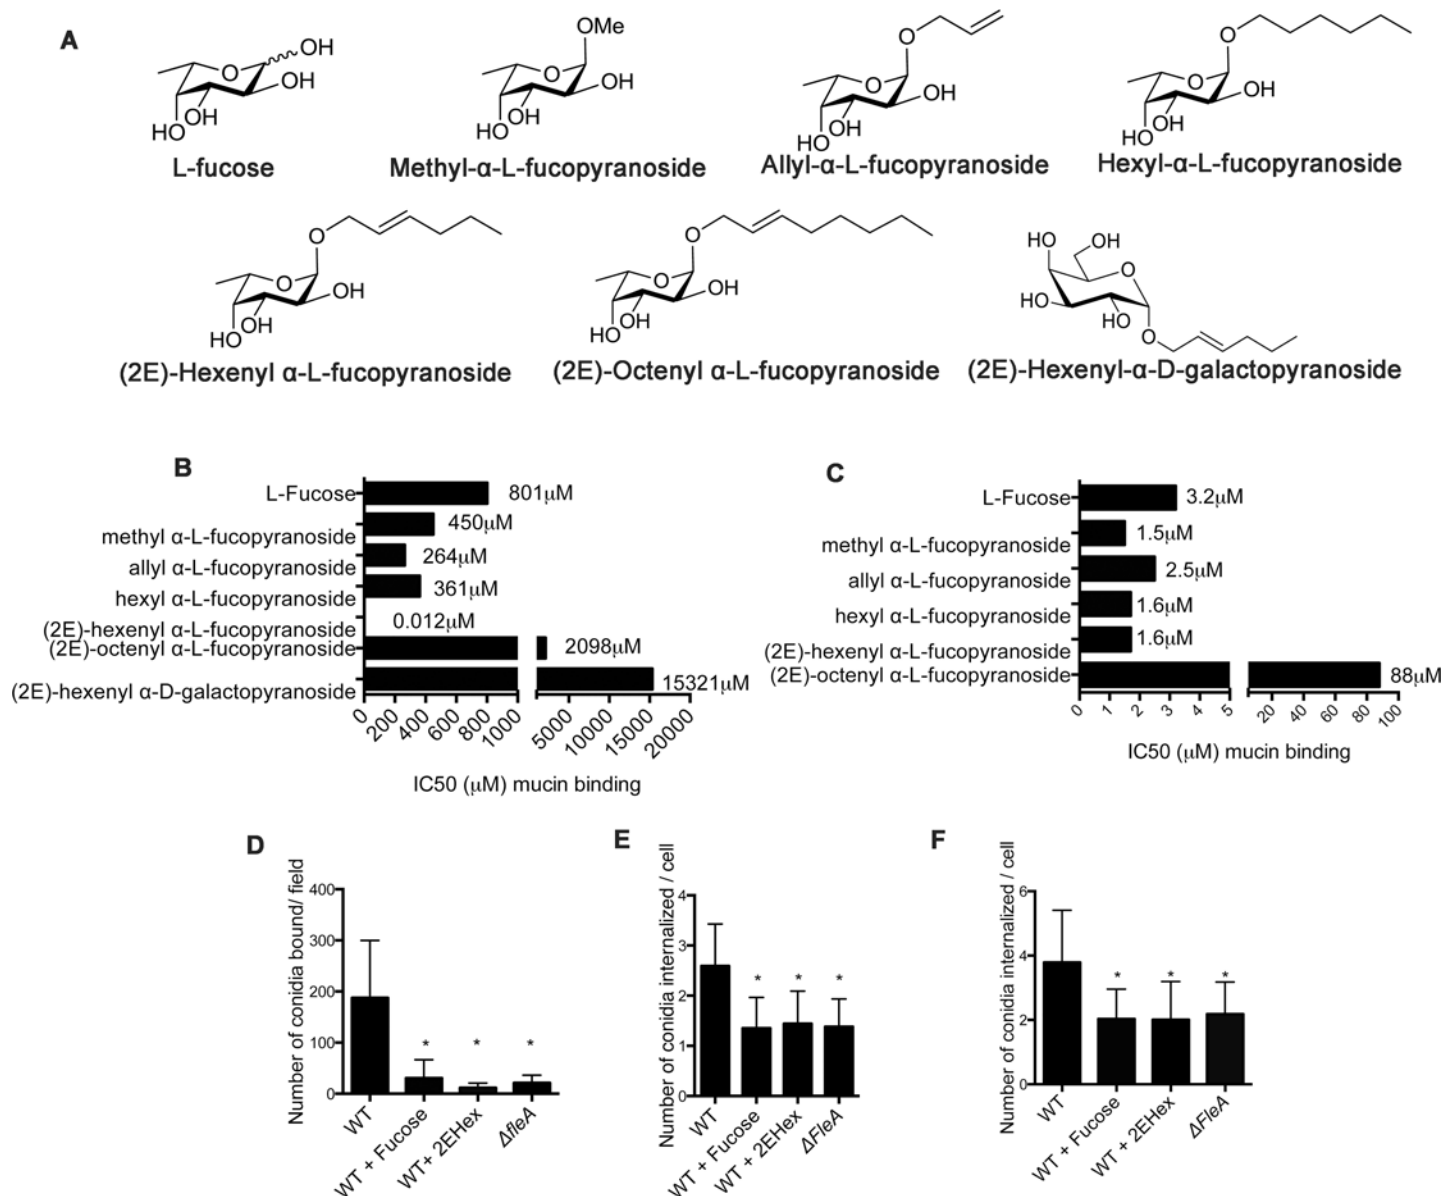 A
OH
O
OH
OH
HO
L-fucose
OMe
O
OH
OH
HO
Methyl-α-L-fucopyranoside
O
O
OH
OH
HO
Allyl-α-L-fucopyranoside
O
O
OH
OH
HO
Hexyl-α-L-fucopyranoside
O
O
OH
OH
HO
(2E)-Hexenyl α-L-fucopyranoside
O
O
OH
OH
HO
(2E)-Octenyl α-L-fucopyranoside
HO
OH
O
HO
HO
O
(2E)-Hexenyl-α-D-galactopyranoside
B
L-Fucose
801μM
methyl α-L-fucopyranoside
450μM
allyl α-L-fucopyranoside
264μM
hexyl α-L-fucopyranoside
361μM
(2E)-hexenyl α-L-fucopyranoside
0.012μM
(2E)-octenyl α-L-fucopyranoside
2098μM
(2E)-hexenyl α-D-galactopyranoside
15321μM
0
200
400
600
800
1000
5000
10000
15000
20000
IC50 (μM) mucin binding
C
L-Fucose
3.2μM
methyl α-L-fucopyranoside
1.5μM
allyl α-L-fucopyranoside
2.5μM
hexyl α-L-fucopyranoside
1.6μM
(2E)-hexenyl α-L-fucopyranoside
1.6μM
(2E)-octenyl α-L-fucopyranoside
88μM
0
1
2
3
4
5
20
40
60
80
100
IC50 (μM) mucin binding
D
Number of conidia bound/ field
400
300
200
100
0
*
*
*
WT
WT + Fucose
WT+ 2EHex
ΔfleA
E
Number of conidia internalized / cell
4
3
2
1
0
*
*
*
WT
WT + Fucose
WT + 2EHex
ΔFleA
F
Number of conidia internalized / cell
6
4
2
0
*
*
*
WT
WT + Fucose
WT + 2EHex
ΔFleA